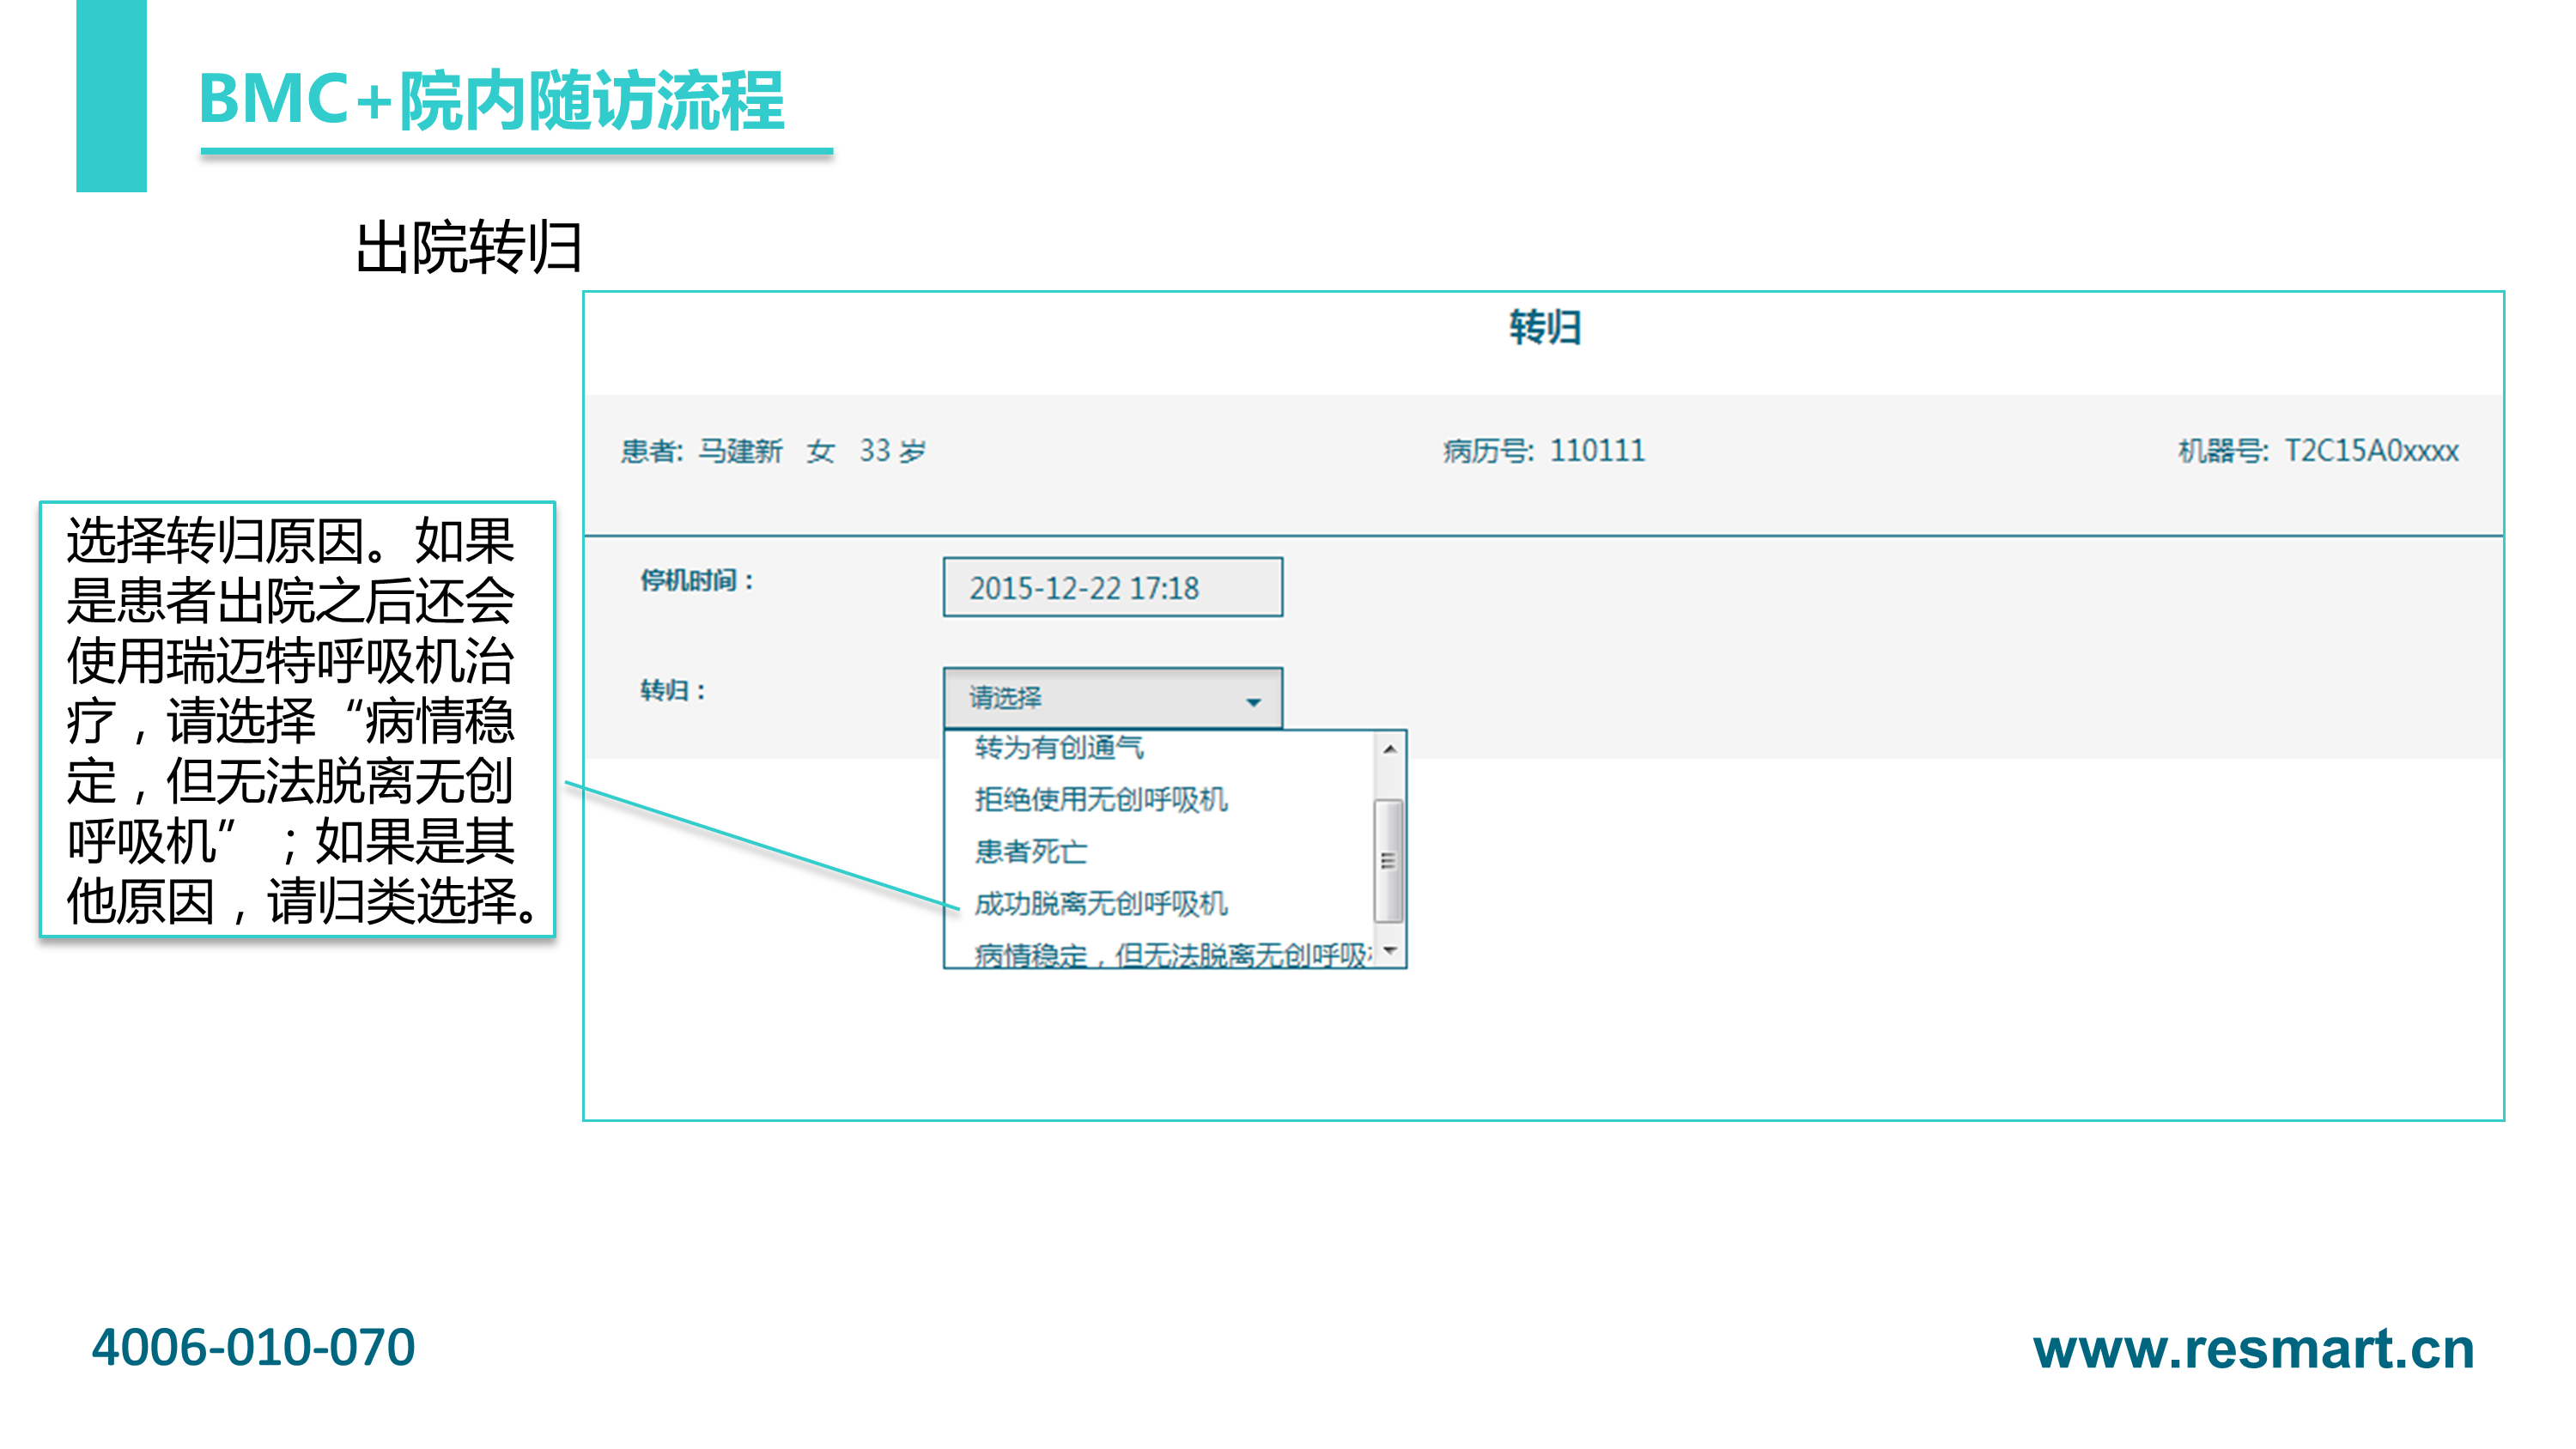 BMC+院内随访流程
出院转归
转归
患者: 马建新 女 33 岁 病历号: 110111 机器号: T2C15A0xxxx
选择转归原因。如果
是患者出院之后还会
使用瑞迈特呼吸机治
疗，请选择“病情稳
定，但无法脱离无创
呼吸机”；如果是其
他原因，请归类选择。
停机时间： 2015-12-22 17:18
转归： 请选择
转为有创通气
拒绝使用无创呼吸机
患者死亡
成功脱离无创呼吸机
病情稳定，但无法脱离无创呼吸
4006-010-070
www.resmart.cn